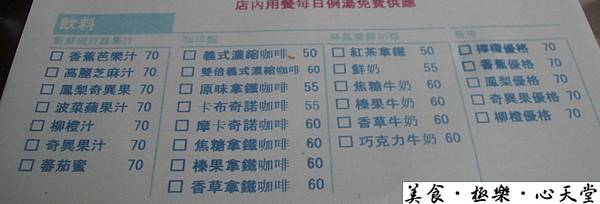 店內用餐每日例湯免費供應
飲料
新鮮現打蔬果汁
□ 香蕉芭樂汁 70
□ 高麗芝麻汁 70
□ 鳳梨奇異果 70
□ 菠菜蘋果汁 70
□ 柳橙汁 70
□ 奇異果汁 70
□ 蕃茄蜜 70
咖啡類
□ 義式濃縮咖啡 50
□ 雙倍義式濃縮咖啡 60
□ 原味拿鐵咖啡 55
□ 卡布奇諾咖啡 55
□ 摩卡奇諾咖啡 60
□ 焦糖拿鐵咖啡 60
□ 榛果拿鐵咖啡 60
□ 香草拿鐵咖啡 60
林鳳營鮮奶類
□ 紅茶拿鐵 50
□ 鮮奶 55
□ 焦糖牛奶 60
□ 榛果牛奶 60
□ 香草牛奶 60
□ 巧克力牛奶 60
優格
□ 檸檬優格 70
□ 香蕉優格 70
□ 鳳梨優格 70
□ 奇異果優格 70
□ 柳橙優格 70
美食・極樂・心天堂